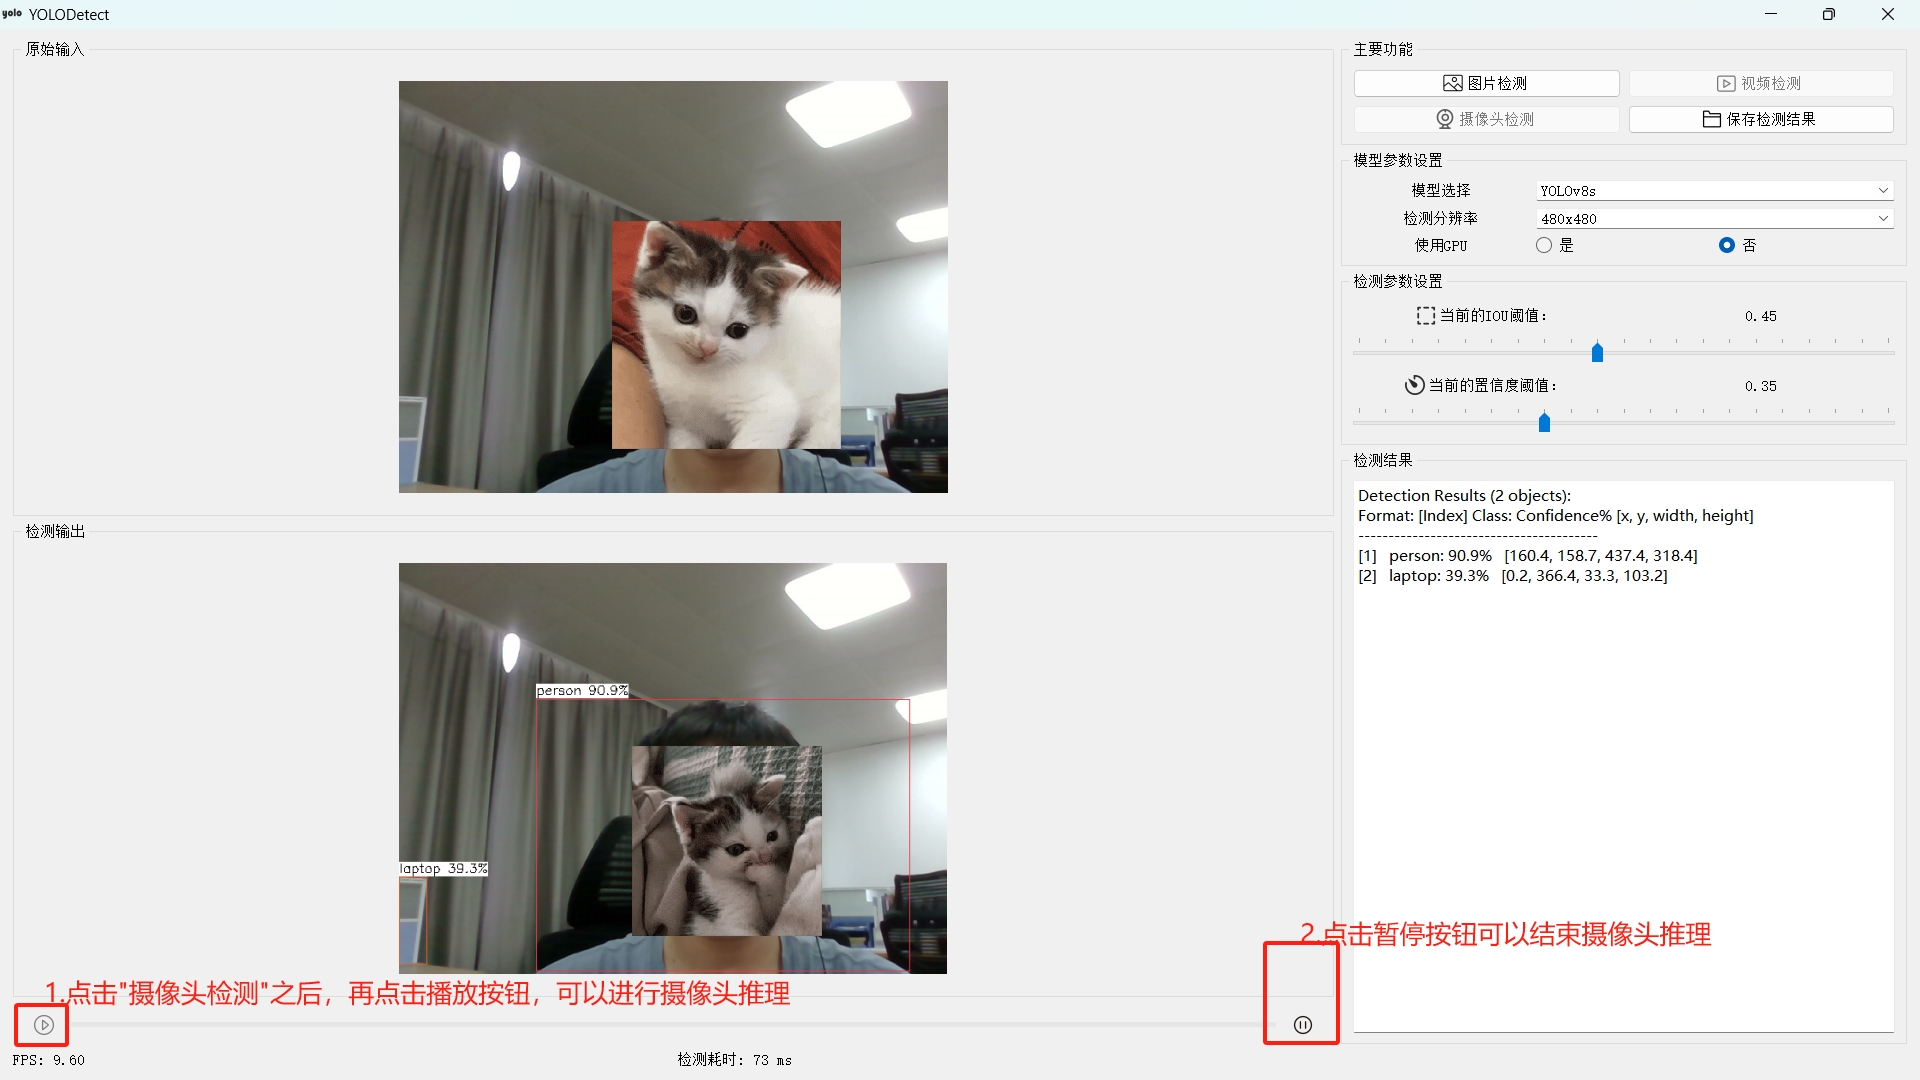 yolo YOLODetect
原始输入
检测输出
person 90.9%
laptop 39.3%
1.点击"摄像头检测"之后，再点击播放按钮，可以进行摄像头推理
FPS: 9.60
检测耗时: 73 ms
主要功能
图片检测 视频检测
摄像头检测 保存检测结果
模型参数设置
模型选择 YOLOv8s
检测分辨率 480x480
使用GPU 是 否
检测参数设置
当前的IOU阈值: 0.45
当前的置信度阈值: 0.35
检测结果
Detection Results (2 objects):
Format: [Index] Class: Confidence% [x, y, width, height]
----------------------------------------
[1] person: 90.9% [160.4, 158.7, 437.4, 318.4]
[2] laptop: 39.3% [0.2, 366.4, 33.3, 103.2]
2.点击暂停按钮可以结束摄像头推理